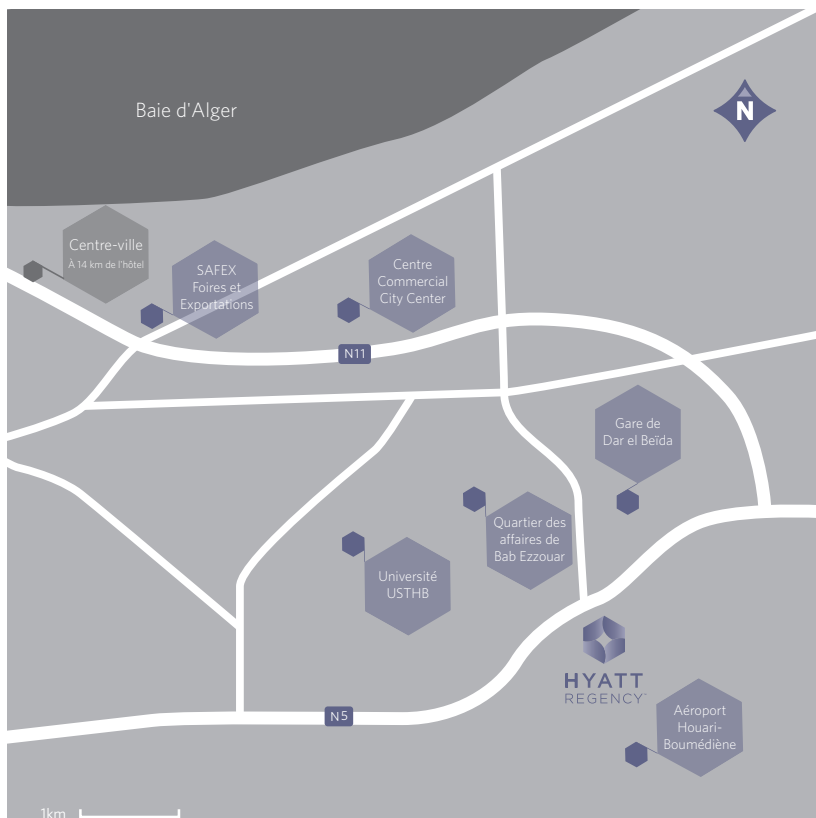 Baie d'Alger
N
Centre-ville
À 14 km de l'hôtel
SAFEX
Foires et
Exportations
Centre
Commercial
City Center
N11
Gare de
Dar el Beïda
Quartier des
affaires de
Bab Ezzouar
Université
USTHB
HYATT
REGENCY™
N5
Aéroport
Houari-
Boumédiène
1km